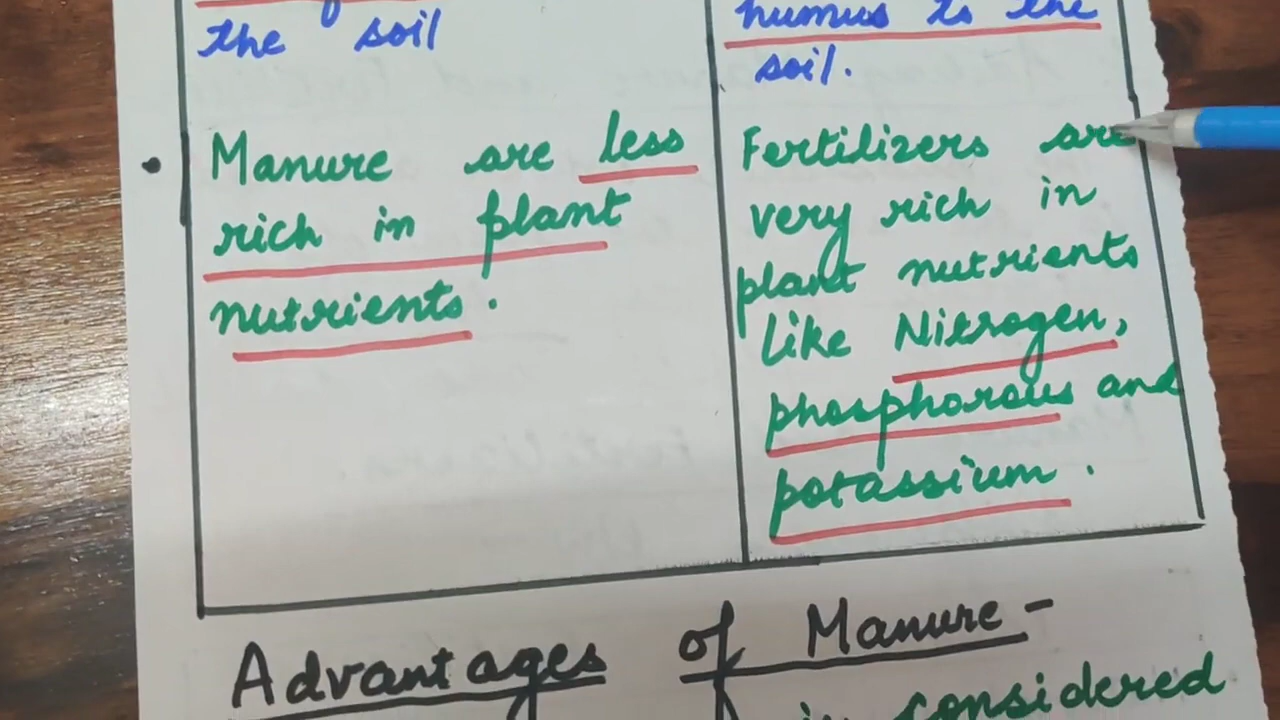 the soil
Manure are less
rich in plant
nutrients.
humus to the
soil.
Fertilizers are
very rich in
plant nutrients
like Nitrogen,
phosphorous and
potassium.
Advantages of Manure -
considered